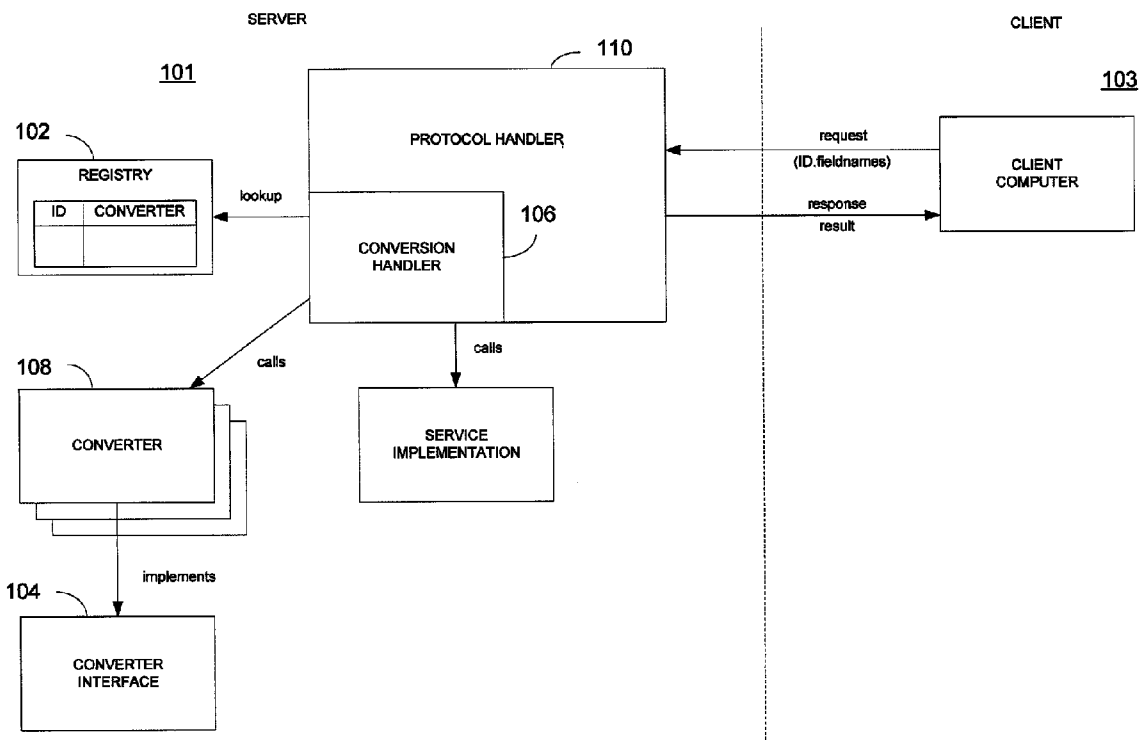 SERVER
CLIENT
110
101
103
102
PROTOCOL HANDLER
request
(ID.fieldnames)
CLIENT
COMPUTER
REGISTRY
ID CONVERTER
lookup
response
result
106
CONVERSION
HANDLER
108
calls
calls
CONVERTER
SERVICE
IMPLEMENTATION
implements
104
CONVERTER
INTERFACE